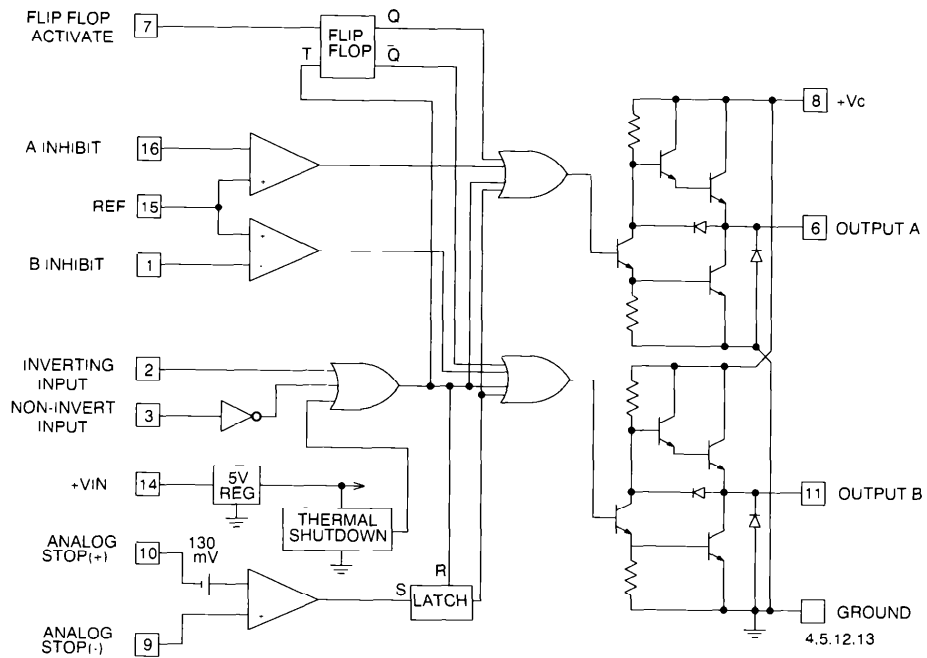 FLIP FLOP
ACTIVATE
7
FLIP
FLOP
T
Q
Q̅
A INHIBIT
16
+
REF
15
B INHIBIT
1
+
-
INVERTING
INPUT
2
NON-INVERT
INPUT
3
+VIN
14
5V
REG
THERMAL
SHUTDOWN
ANALOG
STOP(+)
10
130
mV
+
ANALOG
STOP(-)
9
S
R
LATCH
8
+Vc
6
OUTPUT A
11
OUTPUT B
GROUND
4,5.12,13